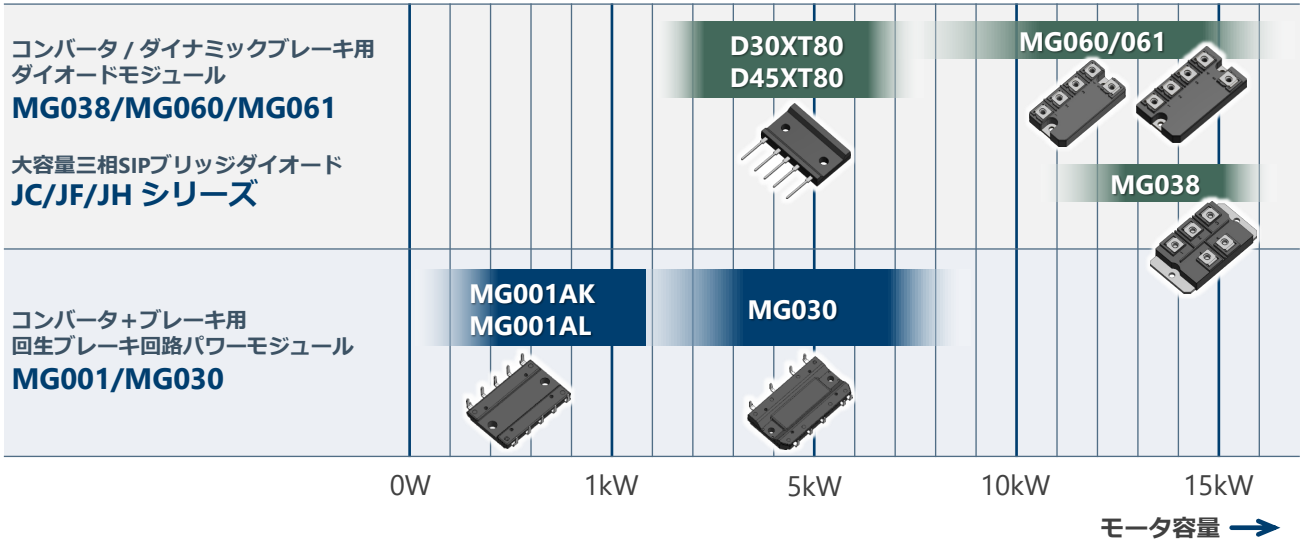 コンバータ / ダイナミックブレーキ用
ダイオードモジュール
MG038/MG060/MG061
大容量三相SIPブリッジダイオード
JC/JF/JH シリーズ
D30XT80
D45XT80
MG060/061
MG038
コンバータ＋ブレーキ用
回生ブレーキ回路パワーモジュール
MG001/MG030
MG001AK
MG001AL
MG030
0W
1kW
5kW
10kW
15kW
モータ容量